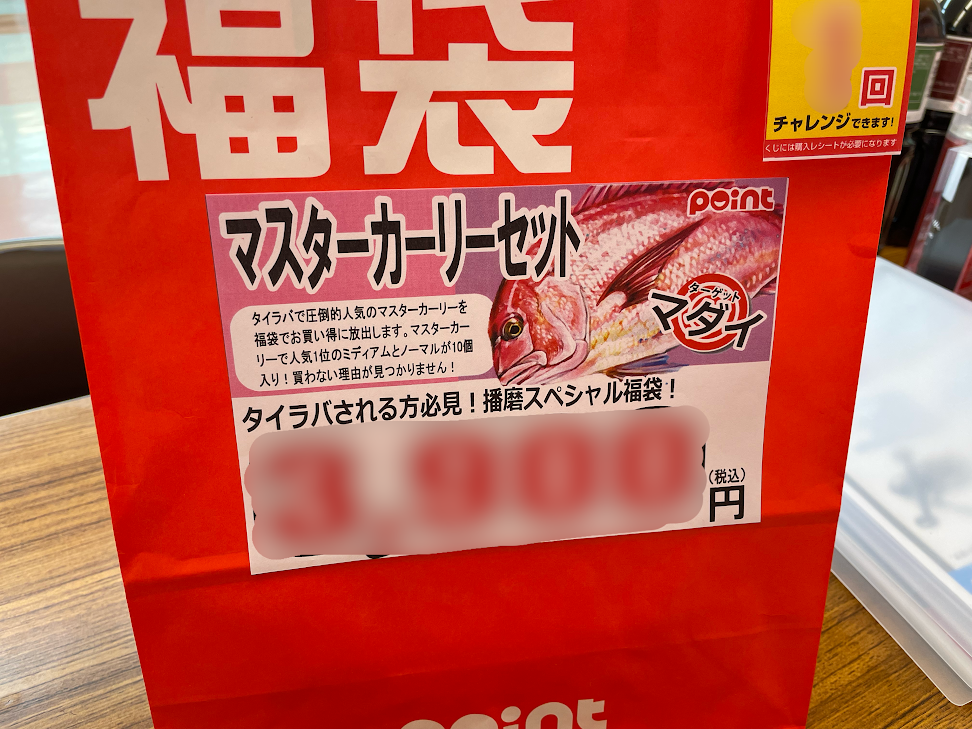 福袋
回
チャレンジできます!
くじには購入レシートが必要になります
point
マスターカーリーセット
ターゲット
マダイ
タイラバで圧倒的人気のマスターカーリーを
福袋でお買い得に放出します。マスターカー
リーで人気1位のミディアムとノーマルが10個
入り!買わない理由が見つかりません!
タイラバされる方必見!播磨スペシャル福袋!
(税込)
円
point